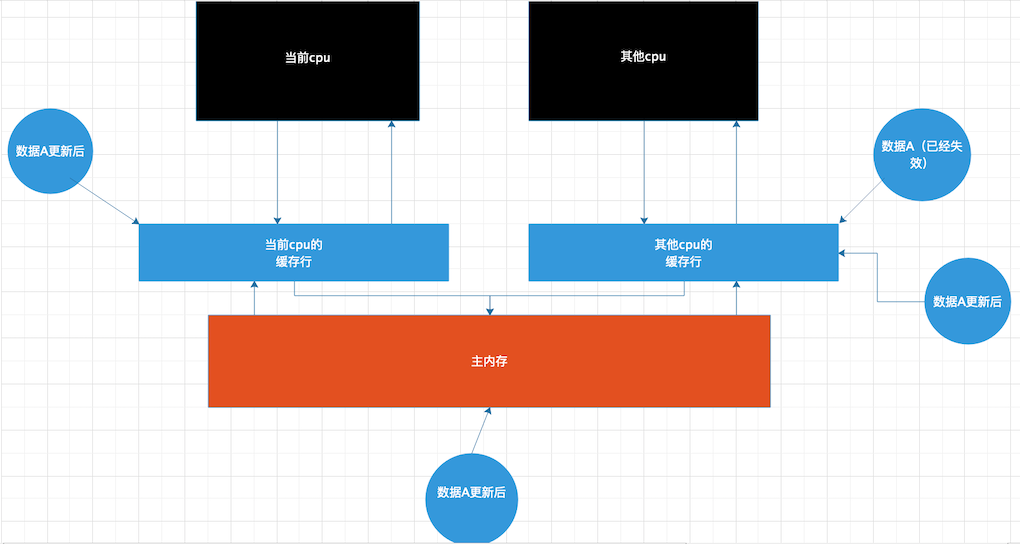 当前cpu
其他cpu
数据A更新后
数据A（已经失
效）
当前cpu的
缓存行
其他cpu的
缓存行
数据A更新后
主内存
数据A更新后